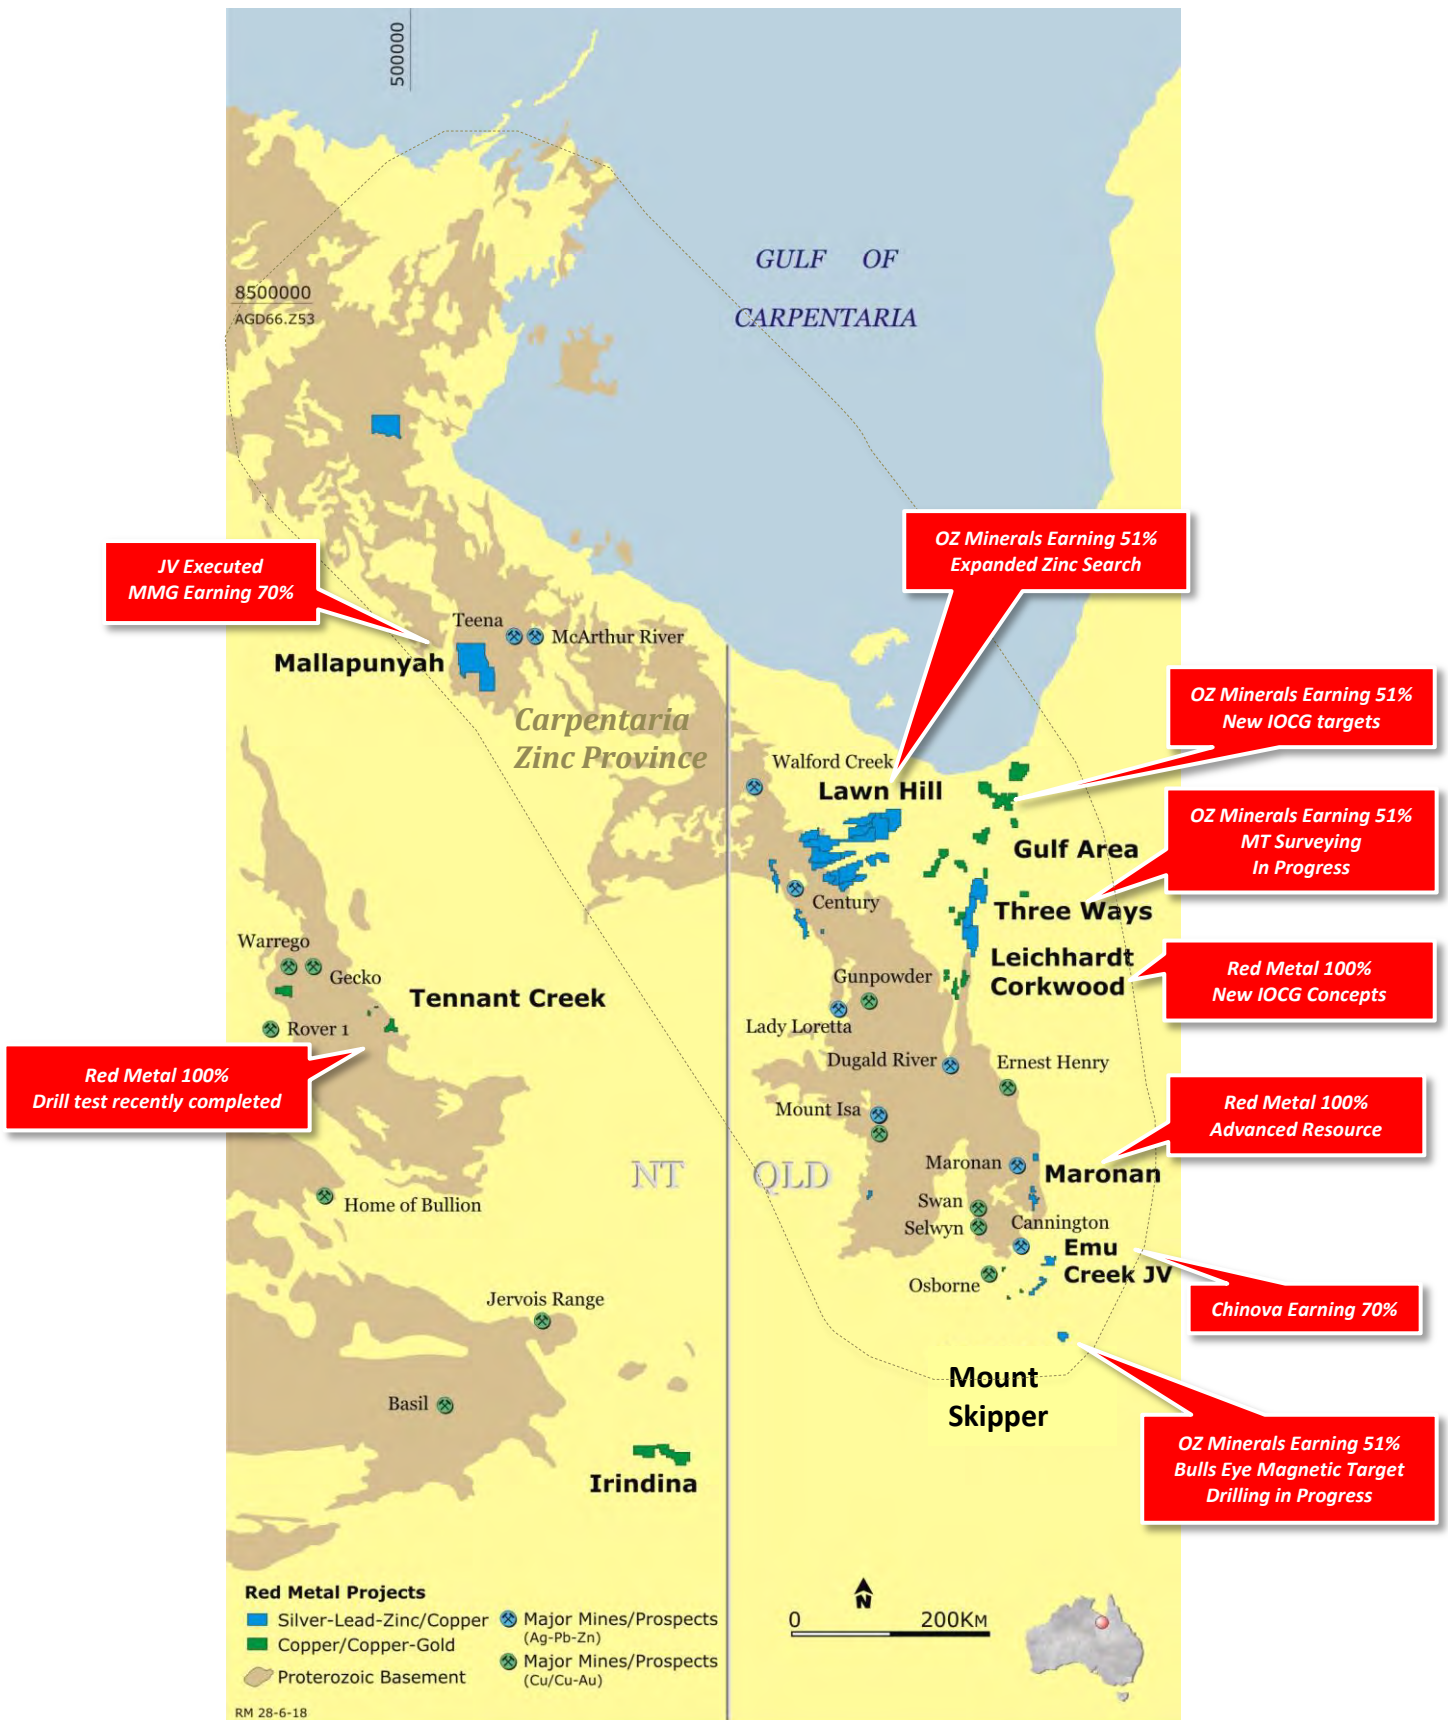 500000
GULF OF
CARPENTARIA
8500000
AGD66.Z53
OZ Minerals Earning 51%
Expanded Zinc Search
JV Executed
MMG Earning 70%
Teena
McArthur River
Mallapunyah
Carpentaria
Zinc Province
OZ Minerals Earning 51%
New IOCG targets
Walford Creek
Lawn Hill
OZ Minerals Earning 51%
MT Surveying
In Progress
Gulf Area
Century
Three Ways
Warrego
Gecko
Leichhardt
Corkwood
Red Metal 100%
New IOCG Concepts
Gunpowder
Tennant Creek
Rover 1
Lady Loretta
Dugald River
Ernest Henry
Red Metal 100%
Drill test recently completed
Mount Isa
Red Metal 100%
Advanced Resource
NT
QLD
Maronan
Maronan
Home of Bullion
Swan
Selwyn
Cannington
Emu
Creek JV
Osborne
Chinova Earning 70%
Jervois Range
Mount
Skipper
Basil
OZ Minerals Earning 51%
Bulls Eye Magnetic Target
Drilling in Progress
Irindina
Red Metal Projects
Silver-Lead-Zinc/Copper
Copper/Copper-Gold
Proterozoic Basement
Major Mines/Prospects
(Ag-Pb-Zn)
Major Mines/Prospects
(Cu/Cu-Au)
N
0 200KM
RM 28-6-18